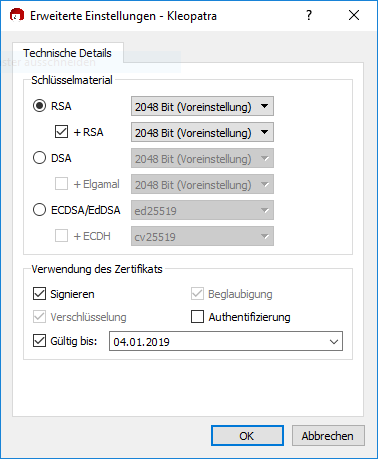 Erweiterte Einstellungen - Kleopatra
Technische Details
Schlüsselmaterial
RSA 2048 Bit (Voreinstellung)
+ RSA 2048 Bit (Voreinstellung)
DSA 2048 Bit (Voreinstellung)
+ Elgamal 2048 Bit (Voreinstellung)
ECDSA/EdDSA ed25519
+ ECDH cv25519
Verwendung des Zertifikats
Signieren Beglaubigung
Verschlüsselung Authentifizierung
Gültig bis: 04.01.2019
OK Abbrechen